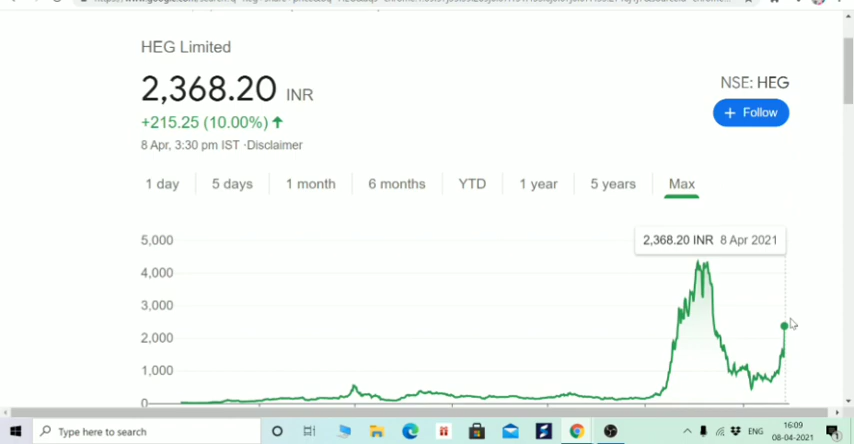 HEG Limited
2,368.20 INR
NSE: HEG
+215.25 (10.00%) ↑
+ Follow
8 Apr, 3:30 pm IST ·Disclaimer
1 day 5 days 1 month 6 months YTD 1 year 5 years Max
2,368.20 INR 8 Apr 2021
5,000
4,000
3,000
2,000
1,000
0
Type here to search
ENG
16:09
08-04-2021